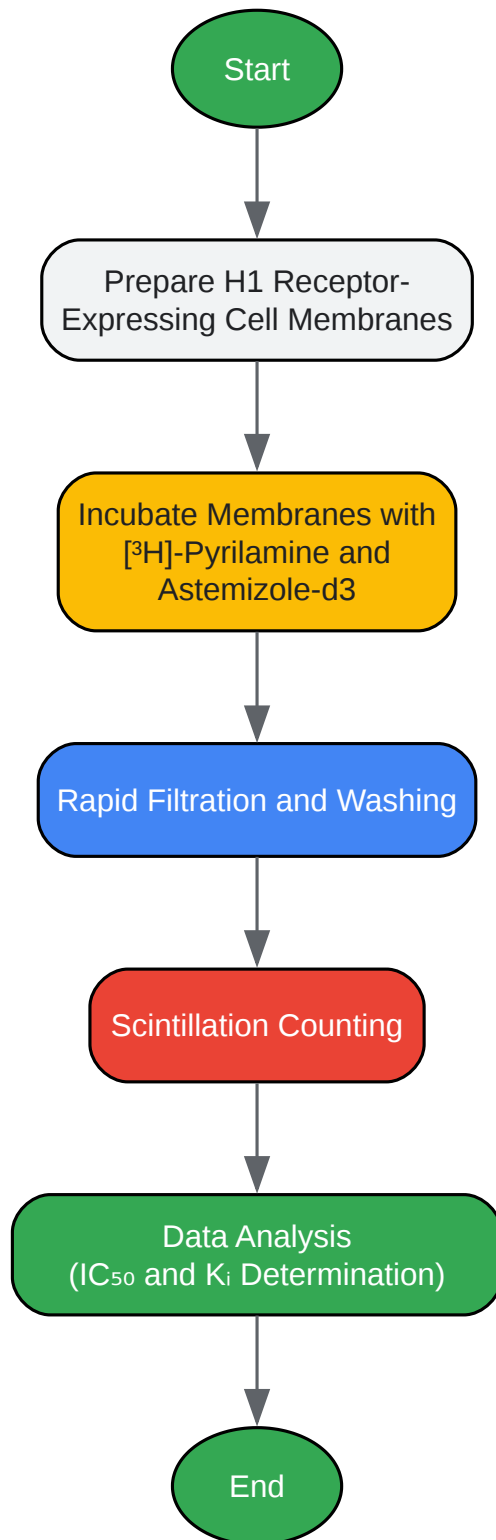 Start
Prepare H1 Receptor-
Expressing Cell Membranes
Incubate Membranes with
[³H]-Pyrilamine and
Astemizole-d3
Rapid Filtration and Washing
Scintillation Counting
Data Analysis
(IC₅₀ and Kᵢ Determination)
End